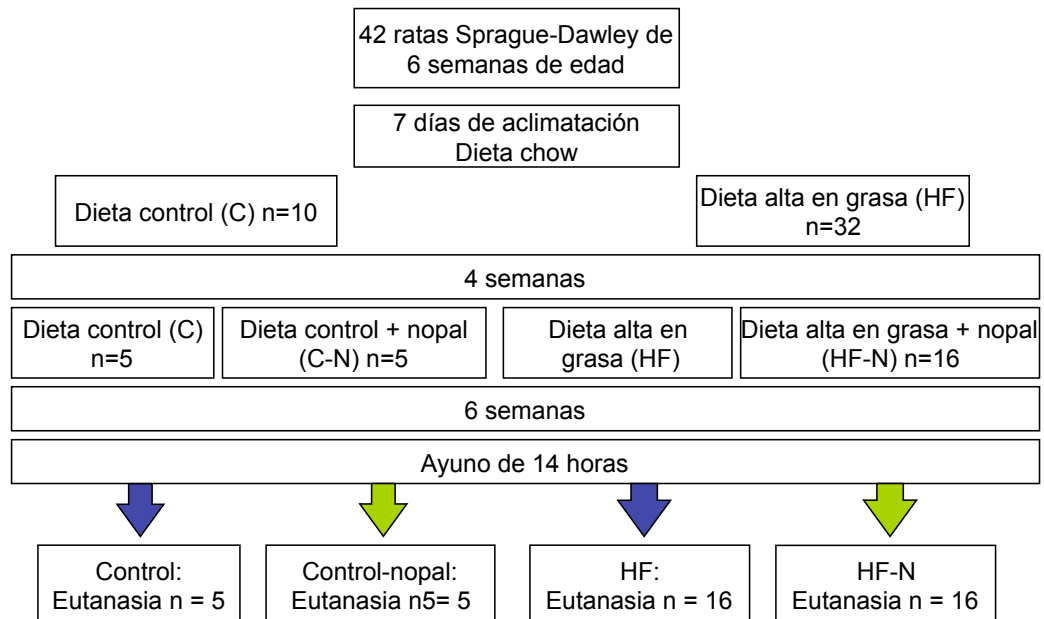 42 ratas Sprague-Dawley de
6 semanas de edad
7 días de aclimatación
Dieta chow
Dieta control (C) n=10
Dieta alta en grasa (HF)
n=32
4 semanas
Dieta control (C)
n=5
Dieta control + nopal
(C-N) n=5
Dieta alta en
grasa (HF)
Dieta alta en grasa + nopal
(HF-N) n=16
6 semanas
Ayuno de 14 horas
Control:
Eutanasia n = 5
Control-nopal:
Eutanasia n5= 5
HF:
Eutanasia n = 16
HF-N
Eutanasia n = 16